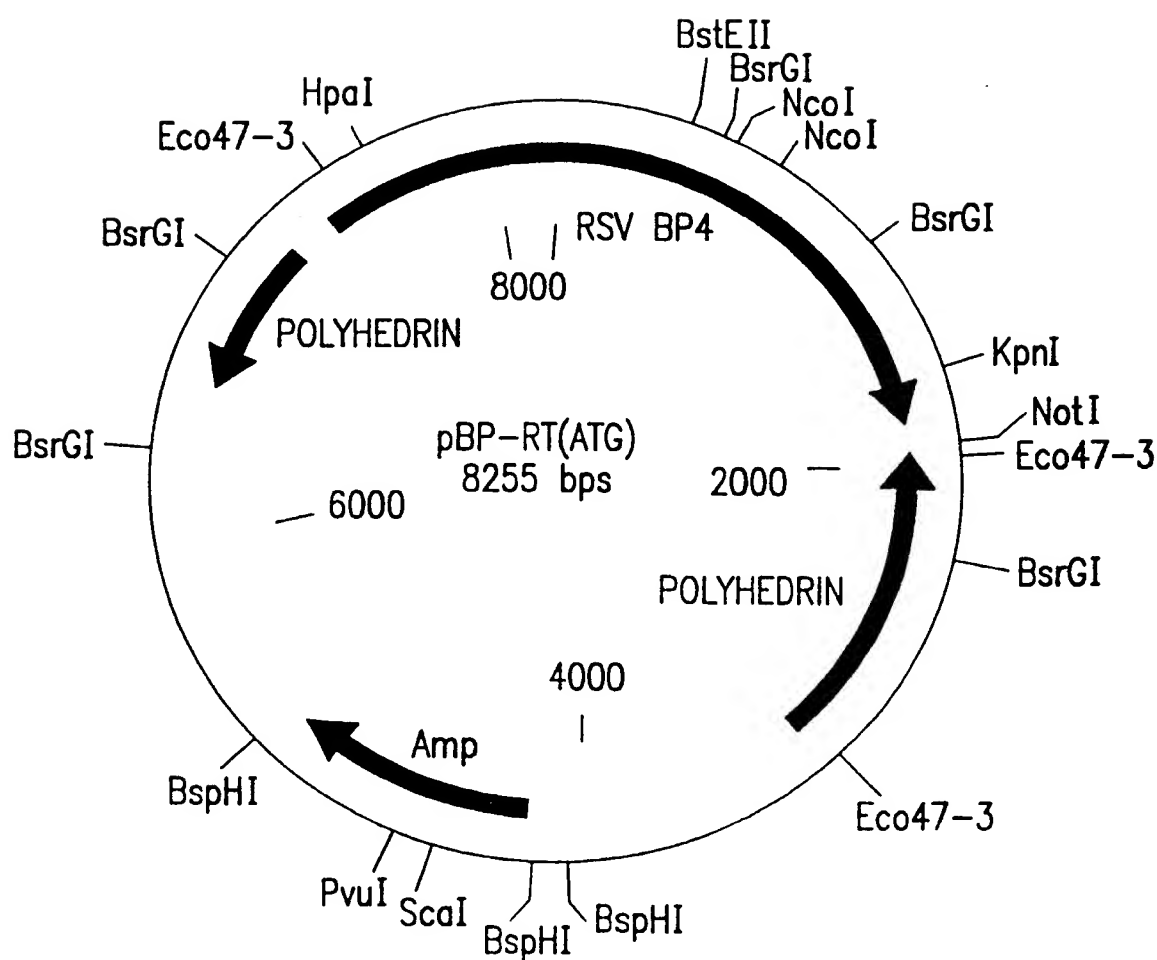 BstEII
BsrGI
NcoI
NcoI
HpaI
Eco47-3
BsrGI
BsrGI
RSV BP4
8000
POLYHEDRIN
KpnI
NotI
Eco47-3
BsrGI
pBP-RT(ATG)
8255 bps
2000
6000
BsrGI
POLYHEDRIN
4000
Amp
BspHI
Eco47-3
PvuI
ScaI
BspHI
BspHI